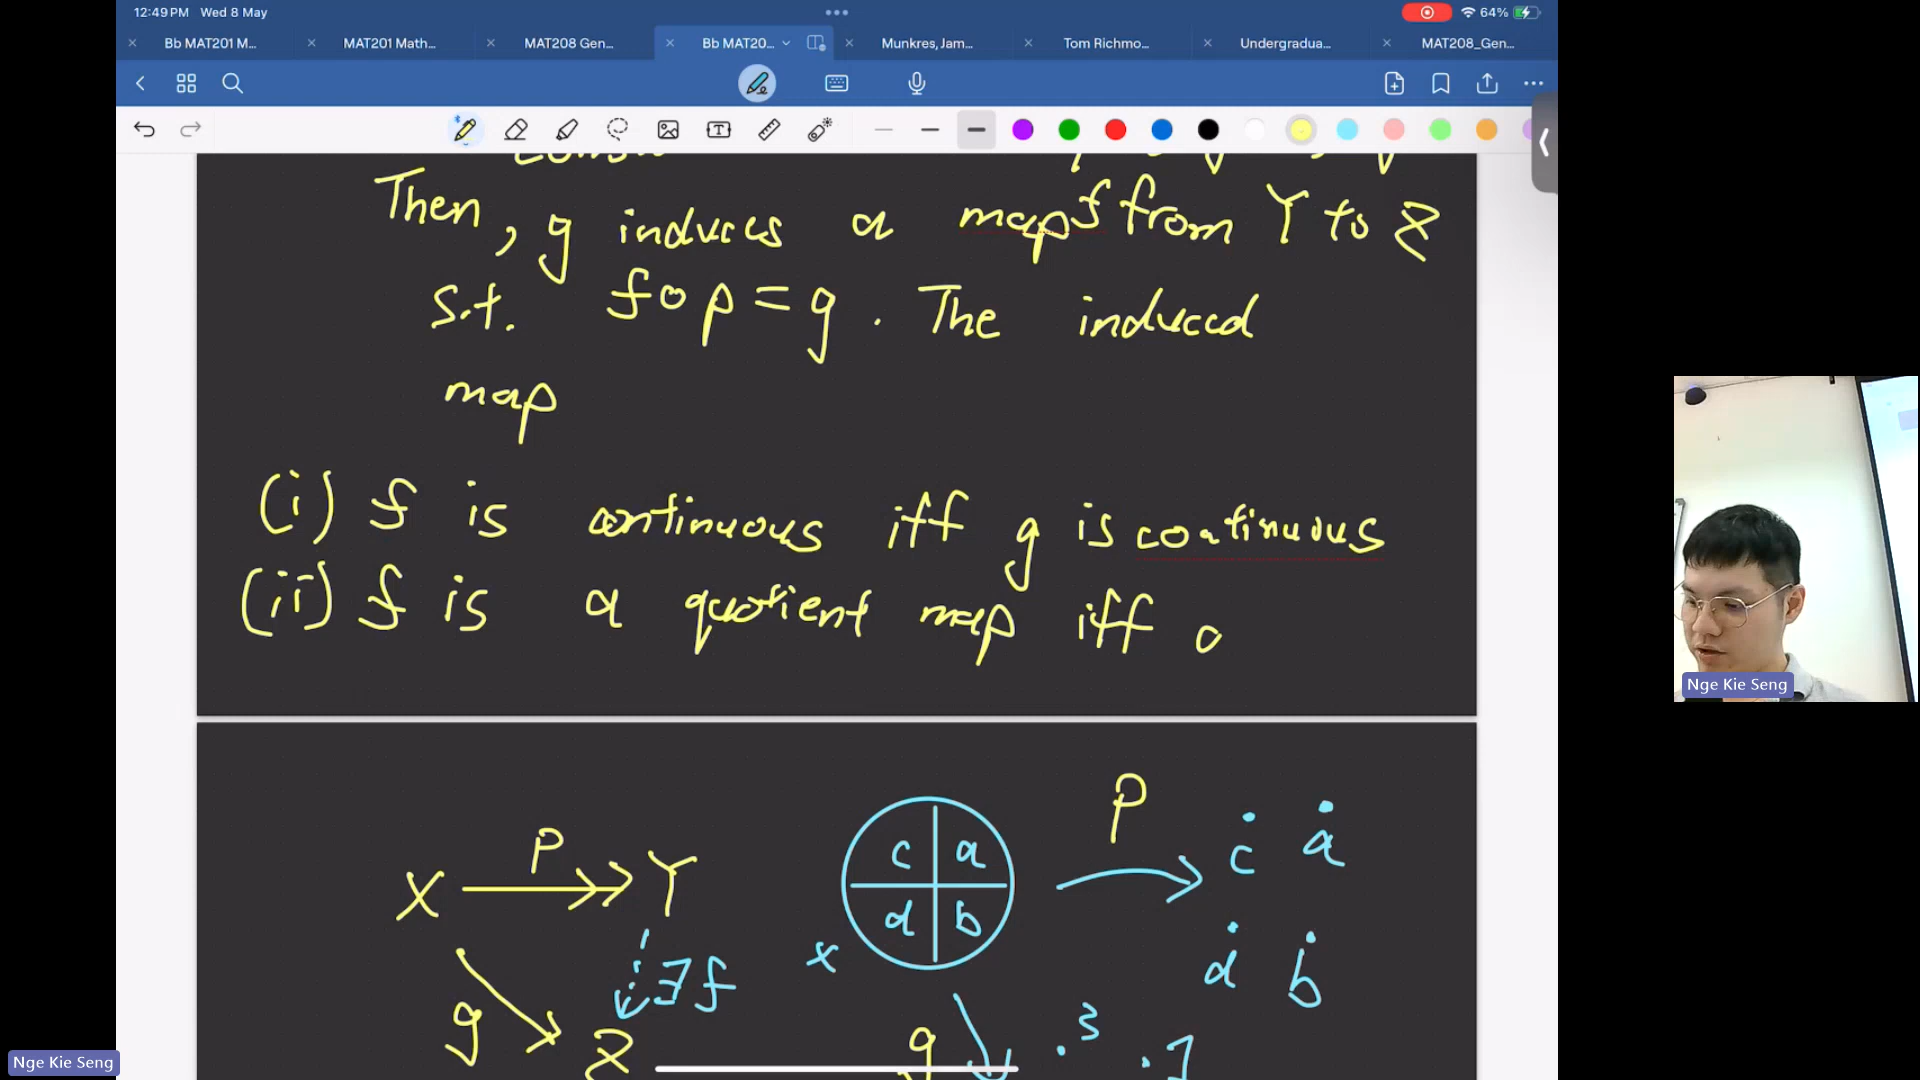 12:49 PM Wed 8 May
64%
Bb MAT201 M...
MAT201 Math...
MAT208 Gen...
Bb MAT20...
Munkres, Jam...
Tom Richmo...
Undergradua...
MAT208_Gen...
Then, g induces a map f from Y to Z
s.t. f o p = g. The induced
map
(i) f is continuous iff g is continuous
(ii) f is a quotient map iff
X P Y
∃f
g Z
c a
d b
x
P
c a
d b
g
.3
Nge Kie Seng
Nge Kie Seng